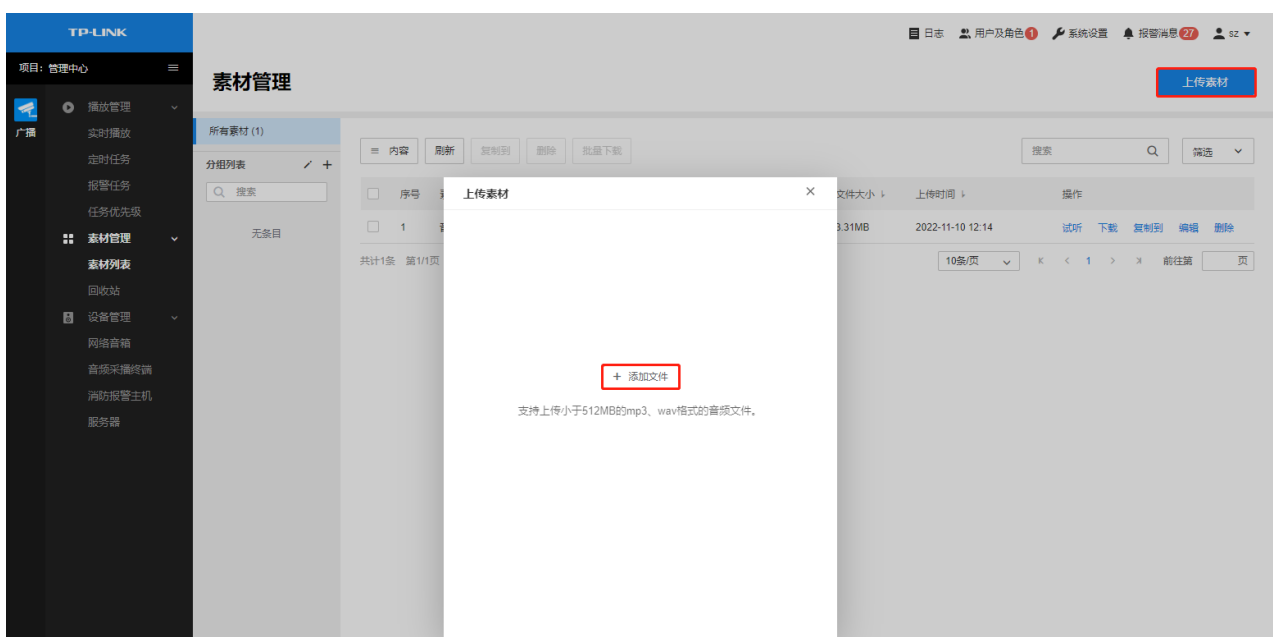 TP-LINK
日志 用户及角色 1 系统设置 报警消息 27 sz
项目: 管理中心
素材管理
上传素材
广播
播放管理
实时播放
定时任务
报警任务
任务优先级
素材管理
素材列表
回收站
设备管理
网络音箱
音频采播终端
消防报警主机
服务器
所有素材 (1)
分组列表
搜索
无条目
内容 刷新 复制到 删除 批量下载
搜索 筛选
序号 文件大小 上传时间 操作
1 3.31MB 2022-11-10 12:14 试听 下载 复制到 编辑 删除
共计1条 第1/1页 10条/页 1 前往第 页
上传素材
+ 添加文件
支持上传小于512MB的mp3、wav格式的音频文件。